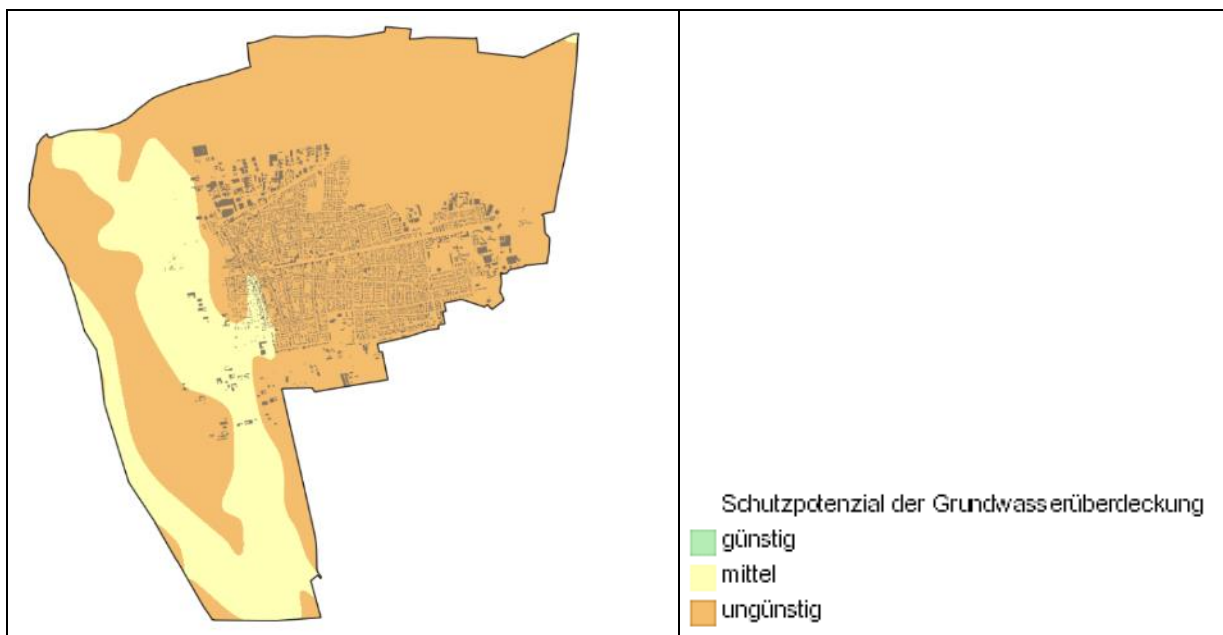 Schutzpotenzial der Grundwasserüberdeckung
günstig
mittel
ungünstig